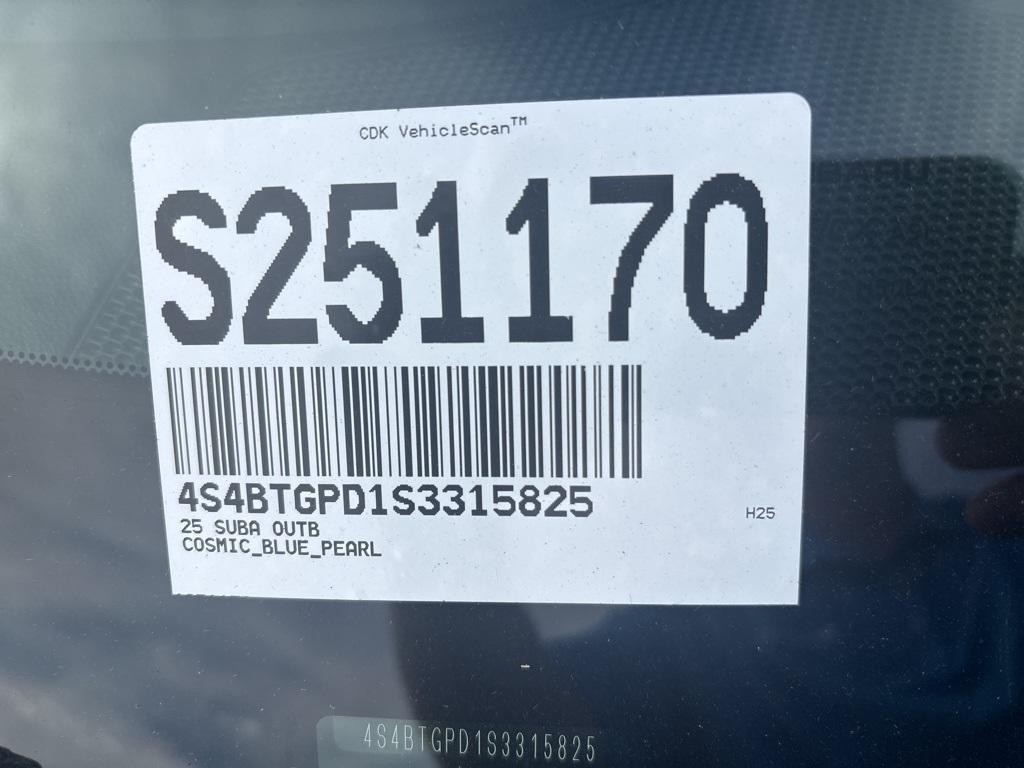 CDK VehicleScan™
S251170
4S4BTGPD1S3315825
H25
25 SUBA OUTB
COSMIC_BLUE_PEARL
4S4BTGPD1S3315825